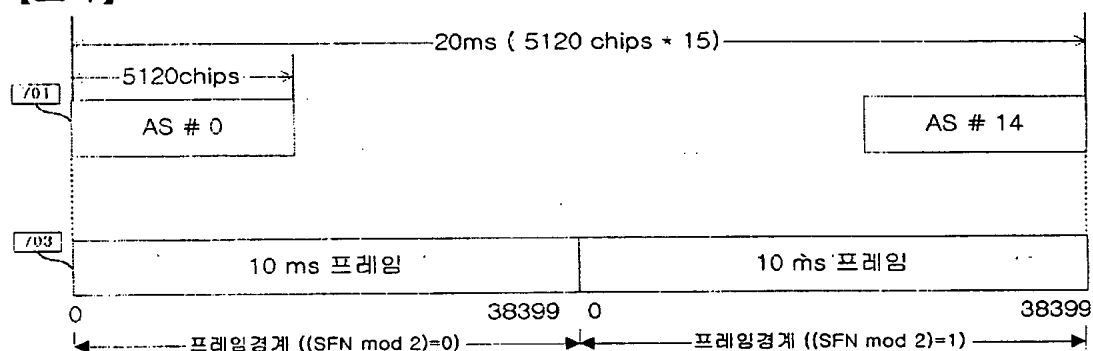 20ms ( 5120 chips * 15)
5120chips
701
AS # 0
AS # 14
703
10 ms 프레임
10 ms 프레임
0
38399
0
38399
프레임경계 ((SFN mod 2)=0)
프레임경계 ((SFN mod 2)=1)